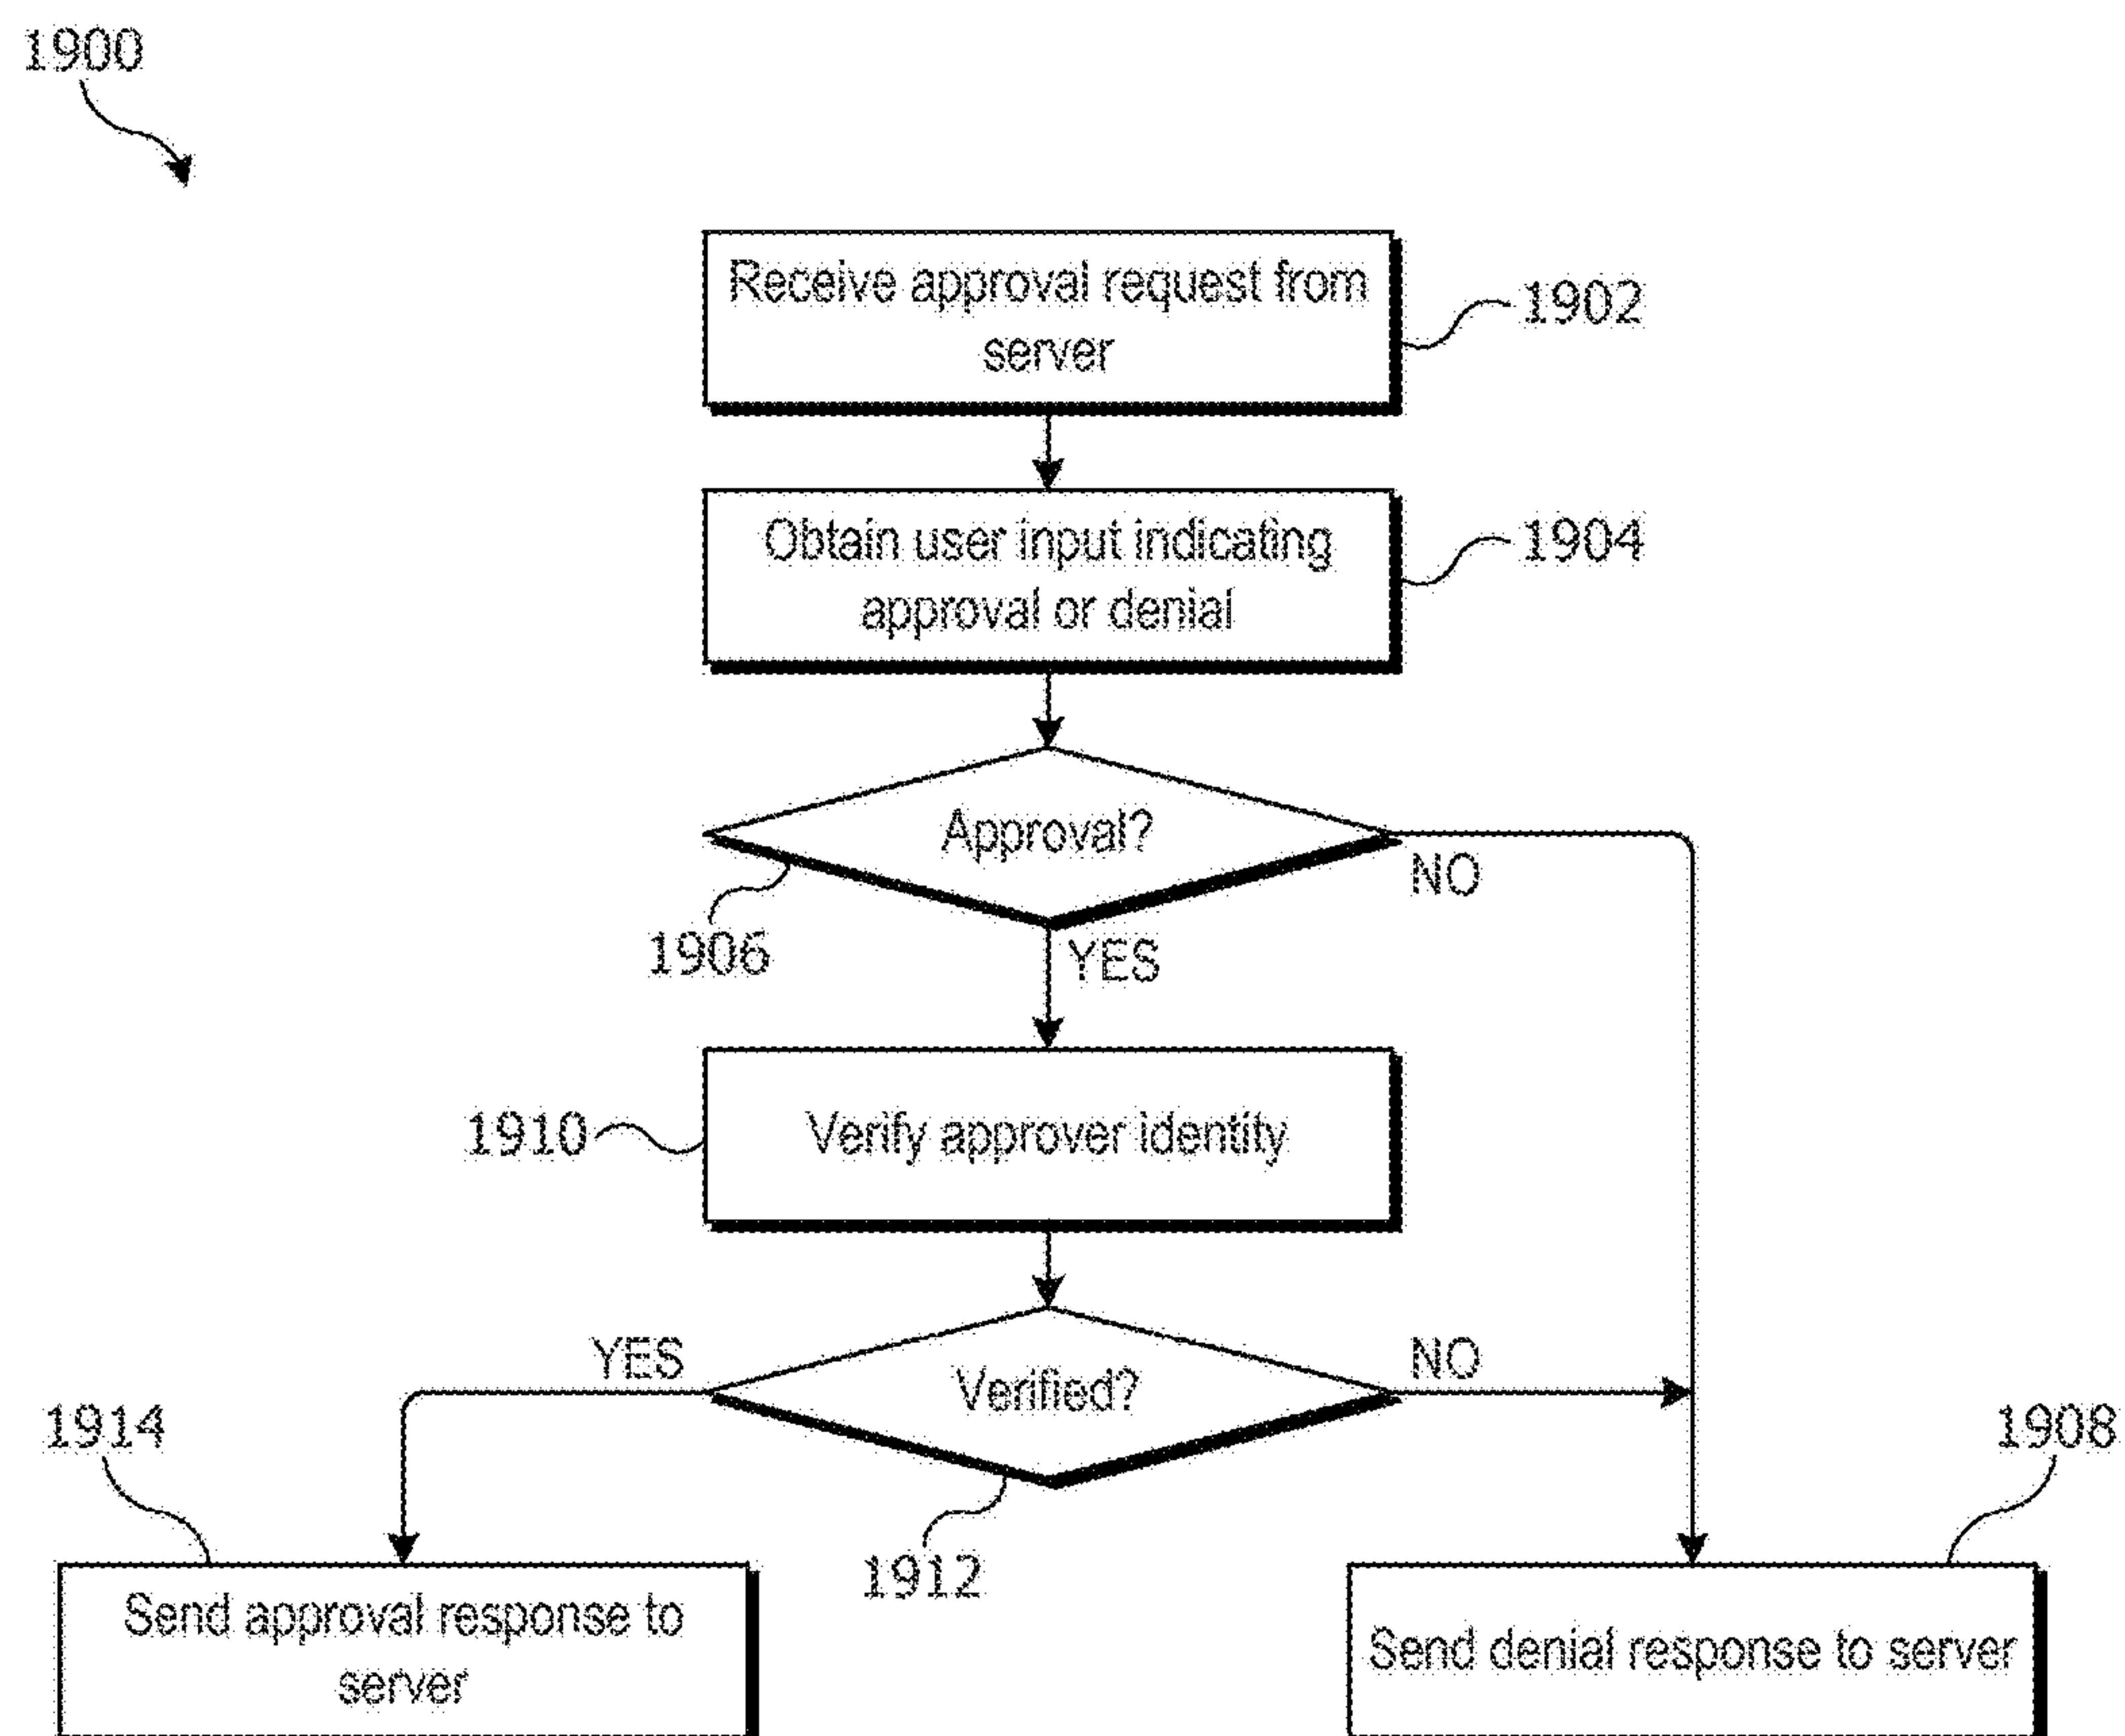 1900
Receive approval request from
server
1902
Obtain user input indicating
approval or denial
1904
Approval?
NO
1906
YES
1910
Verify approver identity
YES
Verified?
NO
1914
1908
1912
Send approval response to
server
Send denial response to server